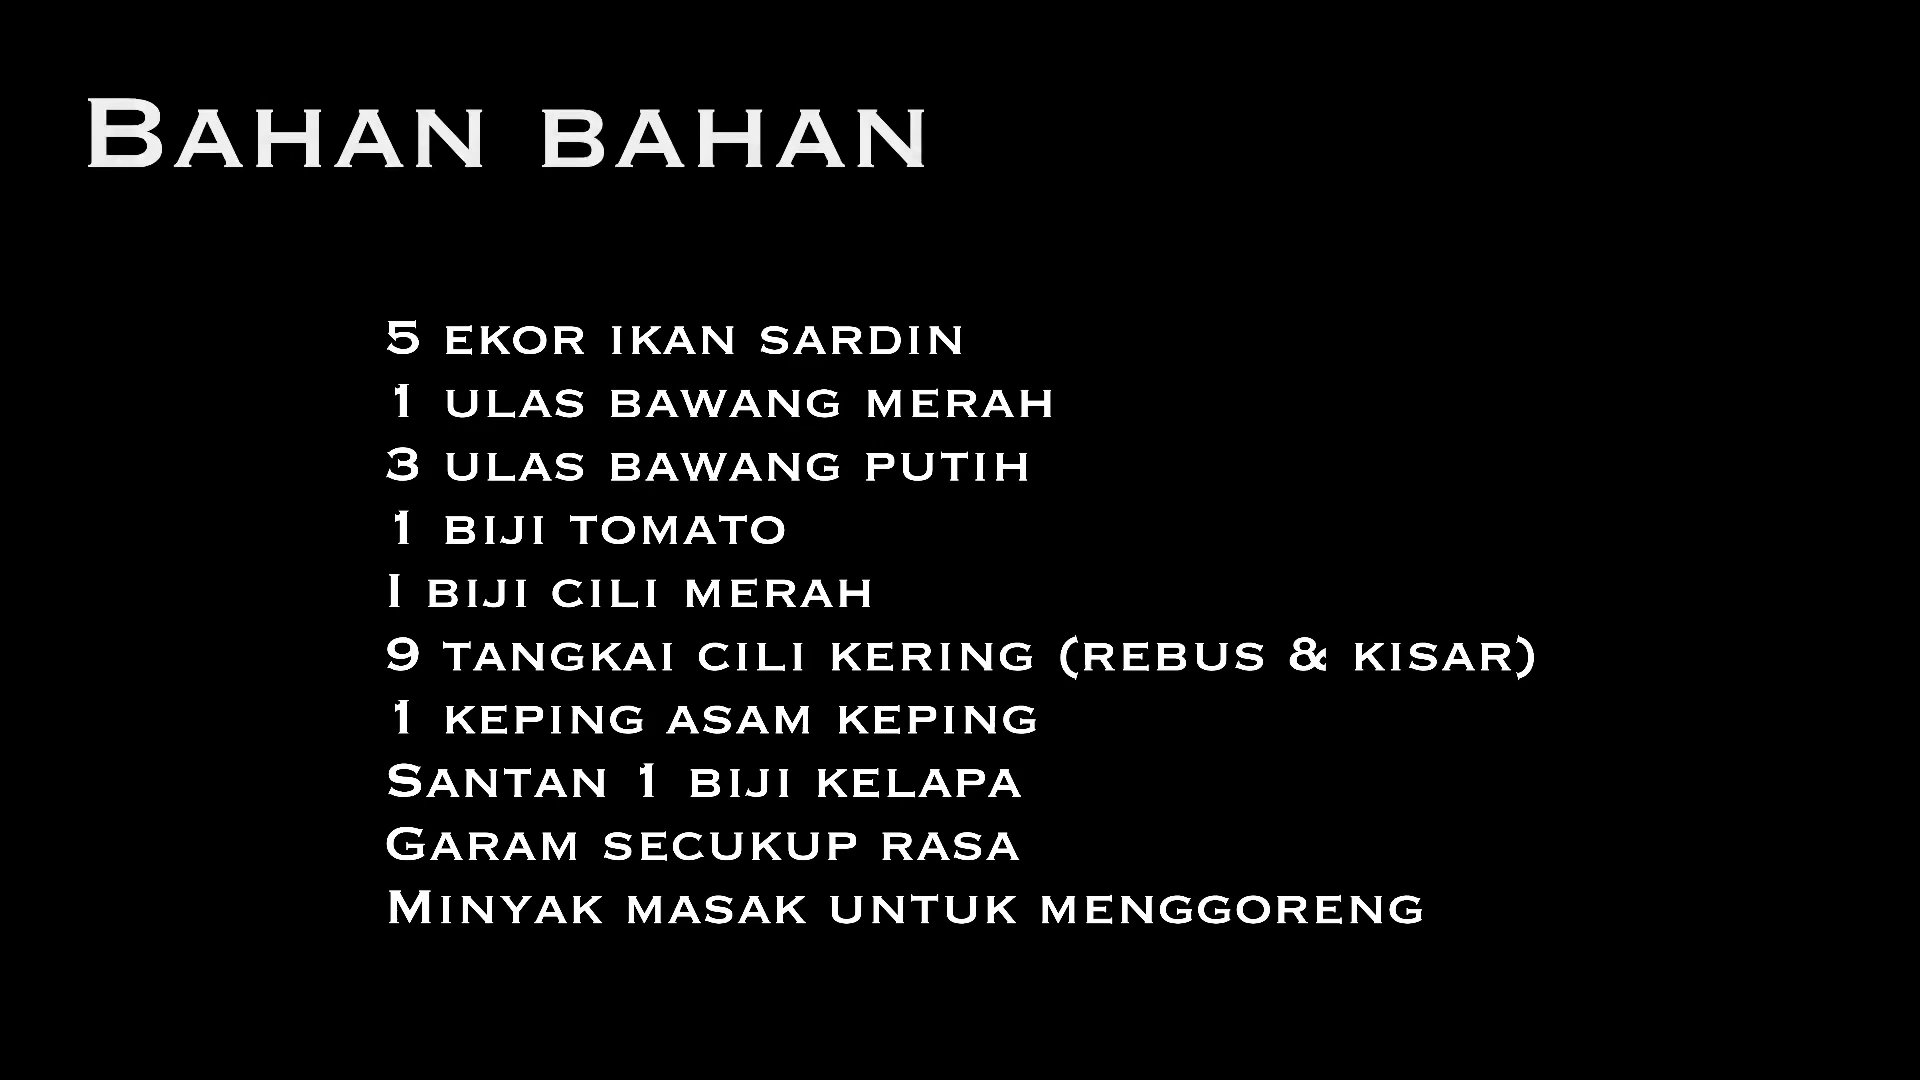 Bahan bahan
5 ekor ikan sardin
1 ulas bawang merah
3 ulas bawang putih
1 biji tomato
I biji cili merah
9 tangkai cili kering (rebus & kisar)
1 keping asam keping
Santan 1 biji kelapa
Garam secukup rasa
Minyak masak untuk menggoreng